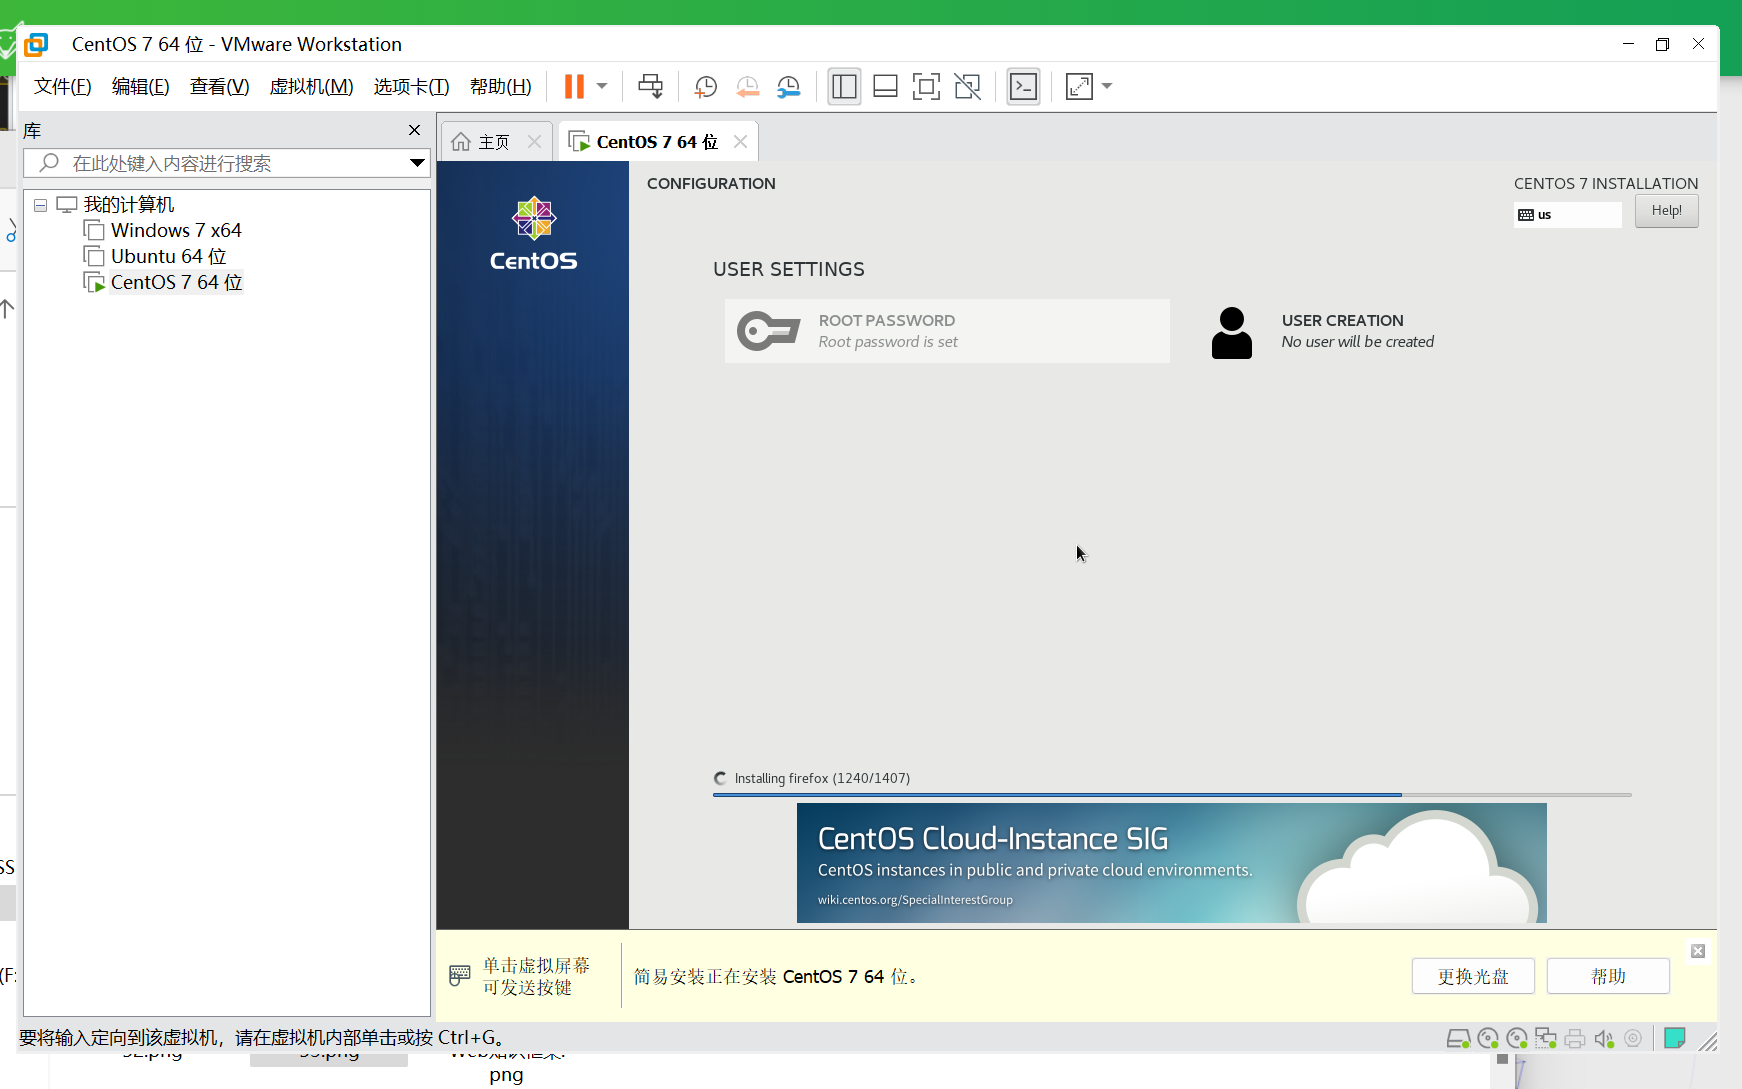 CentOS 7 64 位 - VMware Workstation
文件(F) 编辑(E) 查看(V) 虚拟机(M) 选项卡(T) 帮助(H)
库
在此处键入内容进行搜索
我的计算机
Windows 7 x64
Ubuntu 64 位
CentOS 7 64 位
主页
CentOS 7 64 位
CentOS
CONFIGURATION
CENTOS 7 INSTALLATION
us
Help!
USER SETTINGS
ROOT PASSWORD
Root password is set
USER CREATION
No user will be created
Installing firefox (1240/1407)
CentOS Cloud-Instance SIG
CentOS instances in public and private cloud environments.
wiki.centos.org/SpecialInterestGroup
单击虚拟屏幕
可发送按键
简易安装正在安装 CentOS 7 64 位。
更换光盘
帮助
要将输入定向到该虚拟机，请在虚拟机内部单击或按 Ctrl+G。
SS
(F:
png